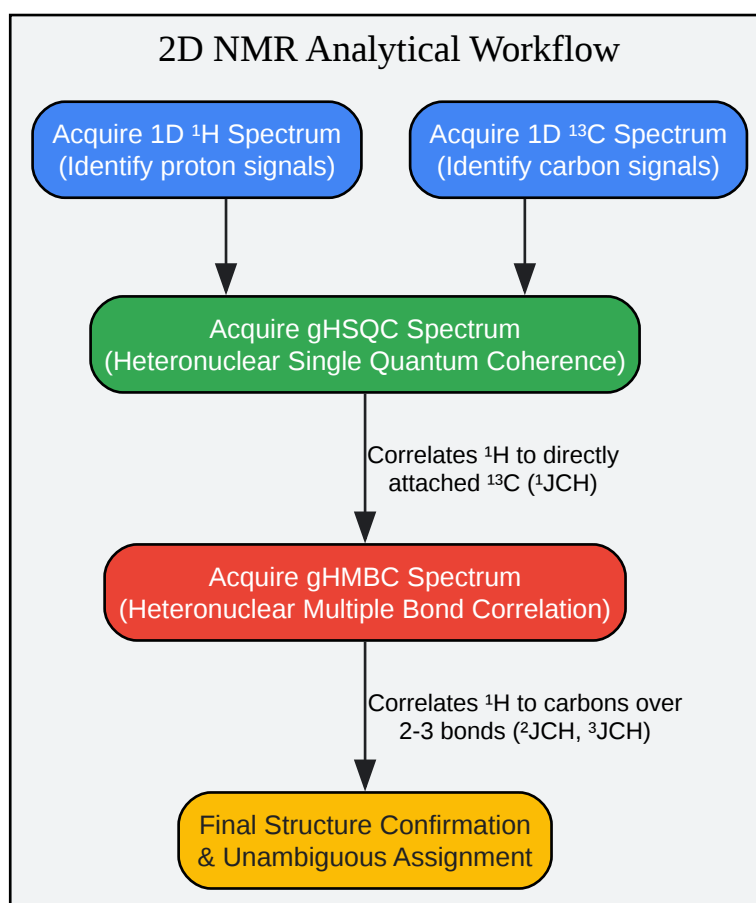 2D NMR Analytical Workflow
Acquire 1D ¹H Spectrum
(Identify proton signals)
Acquire 1D ¹³C Spectrum
(Identify carbon signals)
Acquire gHSQC Spectrum
(Heteronuclear Single Quantum Coherence)
Correlates ¹H to directly
attached ¹³C (¹JCH)
Acquire gHMBC Spectrum
(Heteronuclear Multiple Bond Correlation)
Correlates ¹H to carbons over
2-3 bonds (²JCH, ³JCH)
Final Structure Confirmation
& Unambiguous Assignment